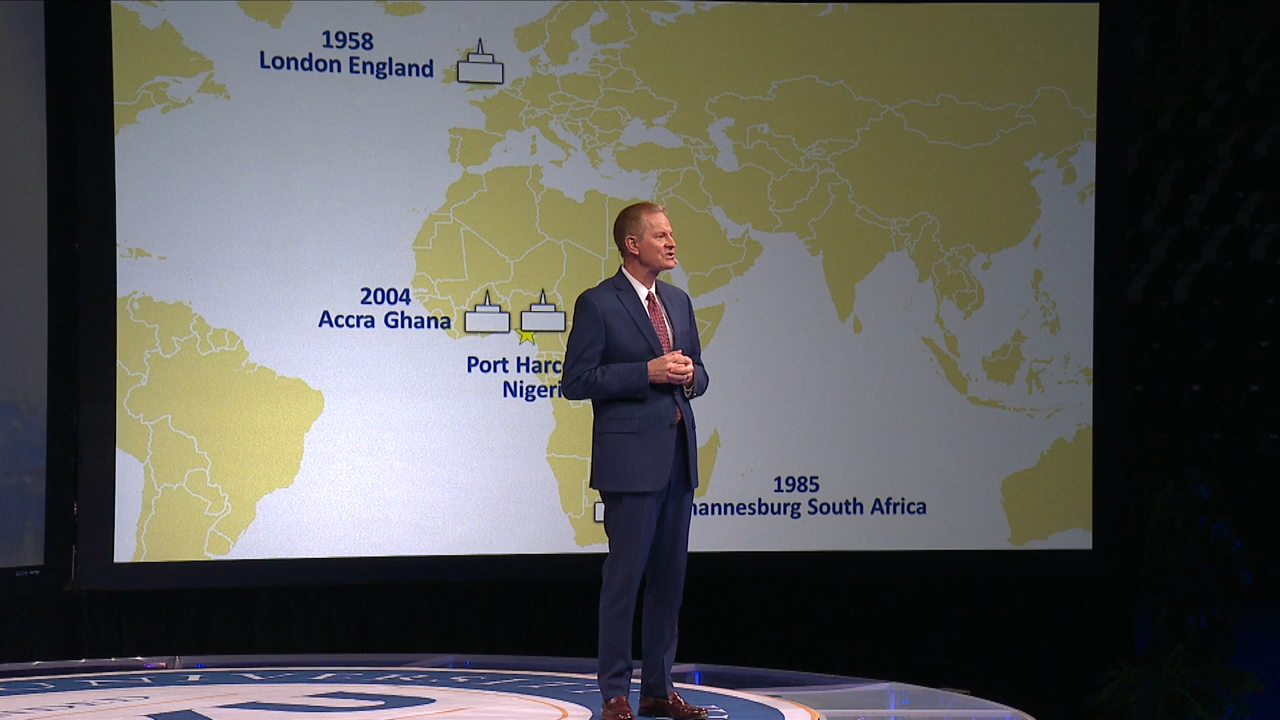 1958
London England
2004
Accra Ghana
Port Harc
Nigeri
1985
hannesburg South Africa